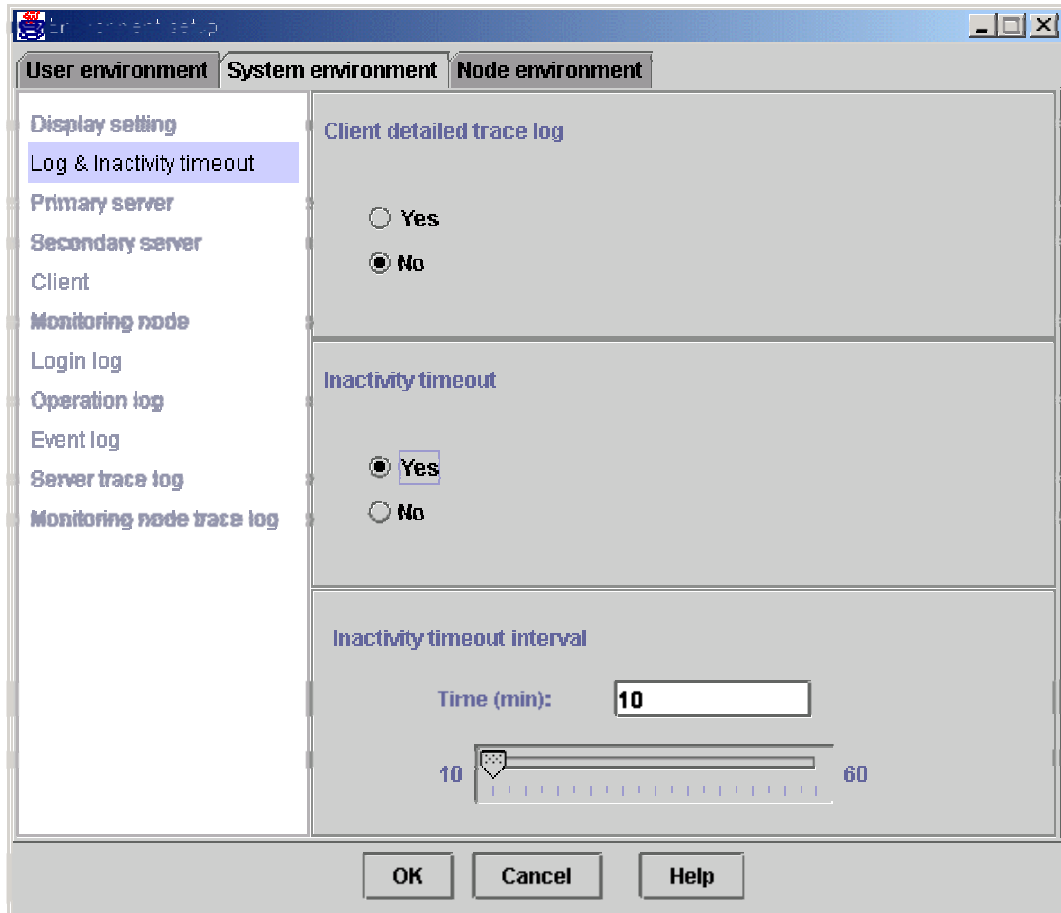 Environment setup
User environment System environment Node environment
Display setting
Log & Inactivity timeout
Primary server
Secondary server
Client
Monitoring node
Login log
Operation log
Event log
Server trace log
Monitoring node trace log
Client detailed trace log
Yes
No
Inactivity timeout
Yes
No
Inactivity timeout interval
Time (min): 10
10 60
OK Cancel Help